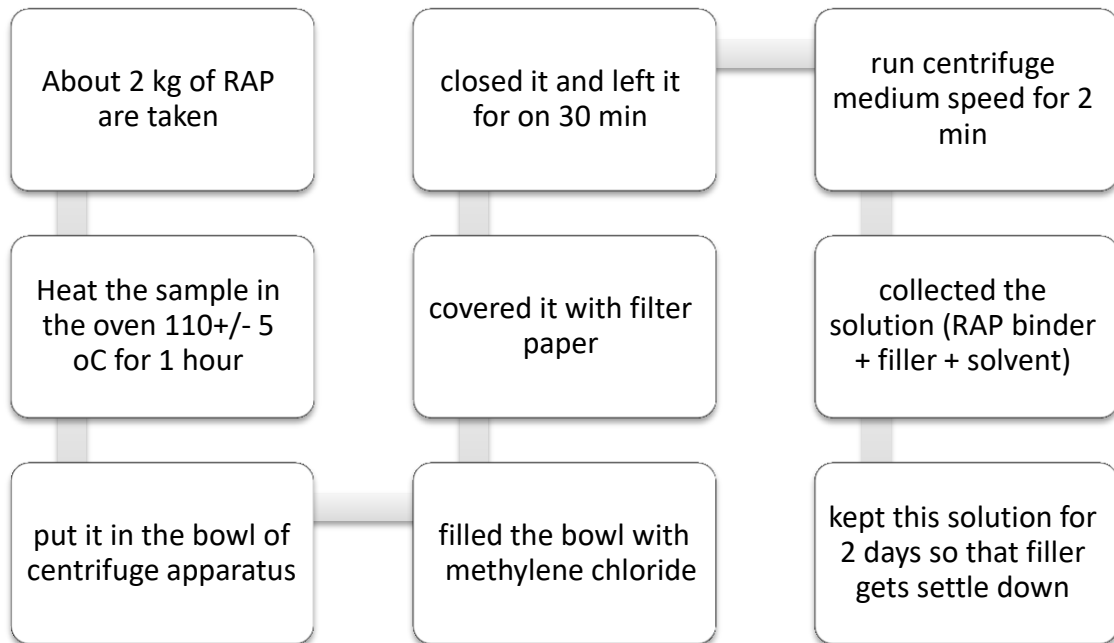 About 2 kg of RAP
are taken
Heat the sample in
the oven 110+/- 5
oC for 1 hour
put it in the bowl of
centrifuge apparatus
filled the bowl with
methylene chloride
covered it with filter
paper
closed it and left it
for on 30 min
run centrifuge
medium speed for 2
min
collected the
solution (RAP binder
+ filler + solvent)
kept this solution for
2 days so that filler
gets settle down